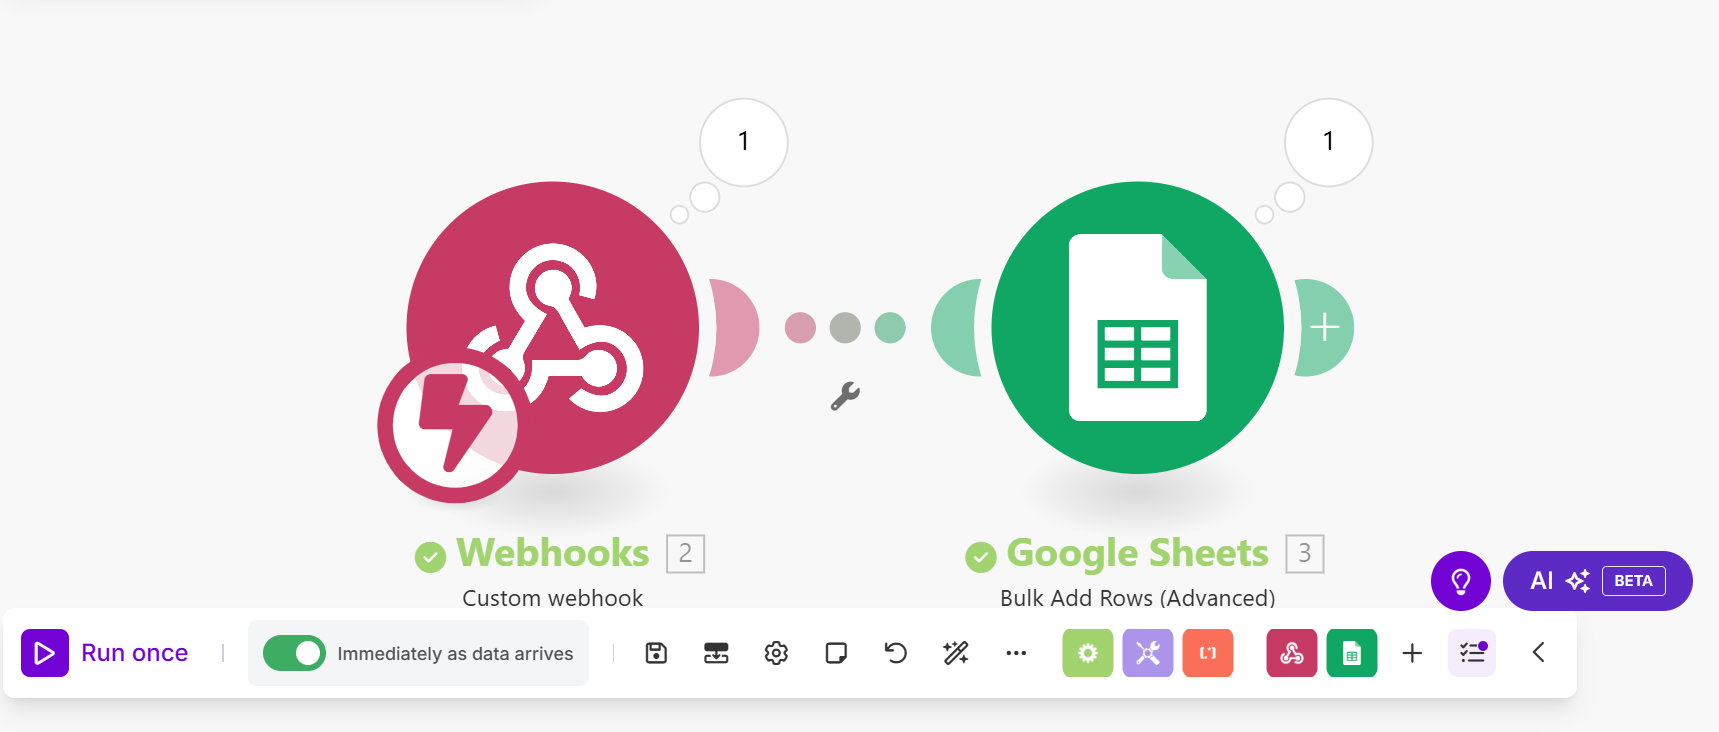 1
1
Webhooks 2
Custom webhook
Google Sheets 3
Bulk Add Rows (Advanced)
AI BETA
Run once
Immediately as data arrives